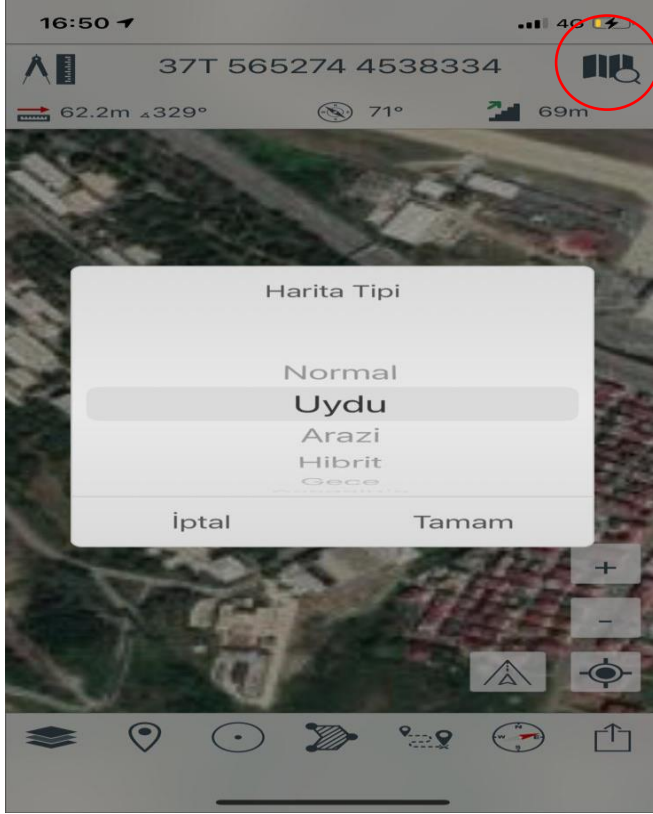 16:50 4G
37T 565274 4538334
62.2m ⊿329° 71° 69m
Harita Tipi
Normal
Uydu
Arazi
Hibrit
Gece
İptal Tamam
+
-
N
W E
S